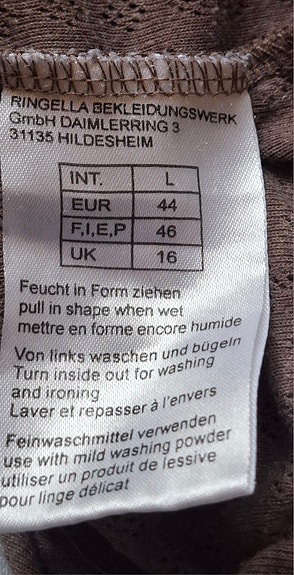 RINGELLA BEKLEIDUNGSWERK
GmbH DAIMLERRING 3
31135 HILDESHEIM
INT. L
EUR 44
F,I,E,P 46
UK 16
Feucht in Form ziehen
pull in shape when wet
mettre en forme encore humide
Von links waschen und bügeln
Turn inside out for washing
and ironing
Laver et repasser à l'envers
Feinwaschmittel verwenden
use with mild washing powder
utiliser un produit de lessive
pour linge délicat